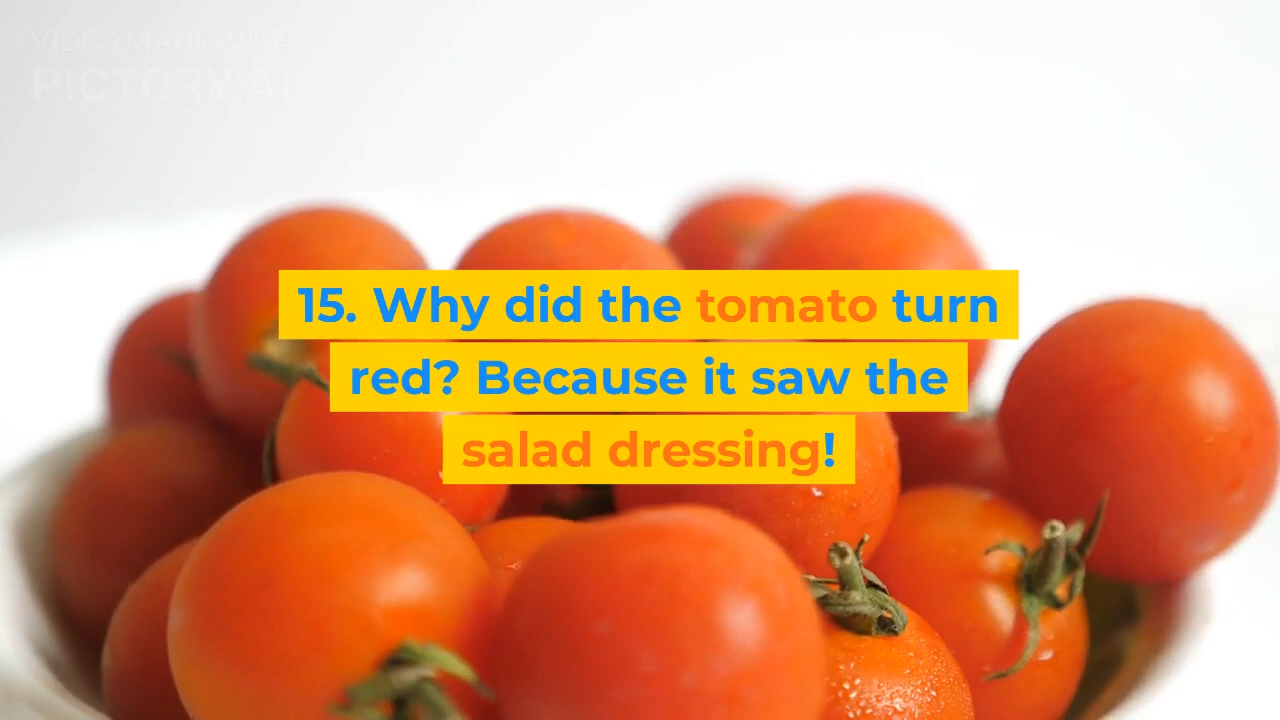 VIDEO MADE WITH
PICTORY.AI
15. Why did the tomato turn
red? Because it saw the
salad dressing!